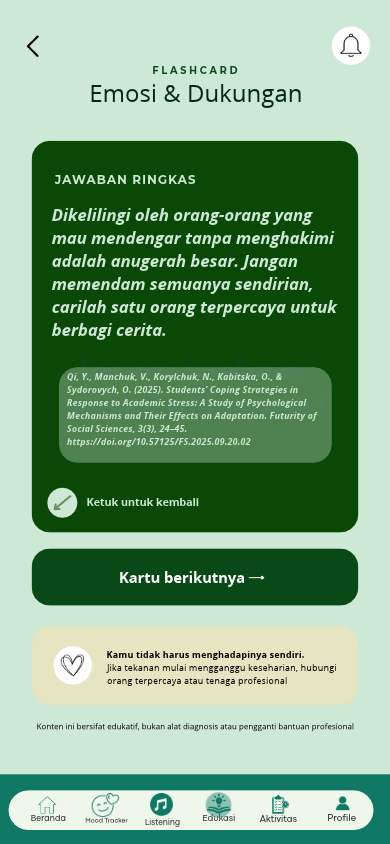 FLASHCARD
Emosi & Dukungan
JAWABAN RINGKAS
Dikelilingi oleh orang-orang yang
mau mendengar tanpa menghakimi
adalah anugerah besar. Jangan
memendam semuanya sendirian,
carilah satu orang terpercaya untuk
berbagi cerita.
Qi, Y., Manchuk, V., Korylchuk, N., Kabitska, O., &
Sydorovych, O. (2025). Students’ Coping Strategies in
Response to Academic Stress: A Study of Psychological
Mechanisms and Their Effects on Adaptation. Futurity of
Social Sciences, 3(3), 24–45.
https://doi.org/10.57125/FS.2025.09.20.02
Ketuk untuk kembali
Kartu berikutnya →
Kamu tidak harus menghadapinya sendiri.
Jika tekanan mulai mengganggu keseharian, hubungi
orang terpercaya atau tenaga profesional
Konten ini bersifat edukatif, bukan alat diagnosis atau pengganti bantuan profesional
Beranda Mood Tracker Listening Edukasi Aktivitas Profile